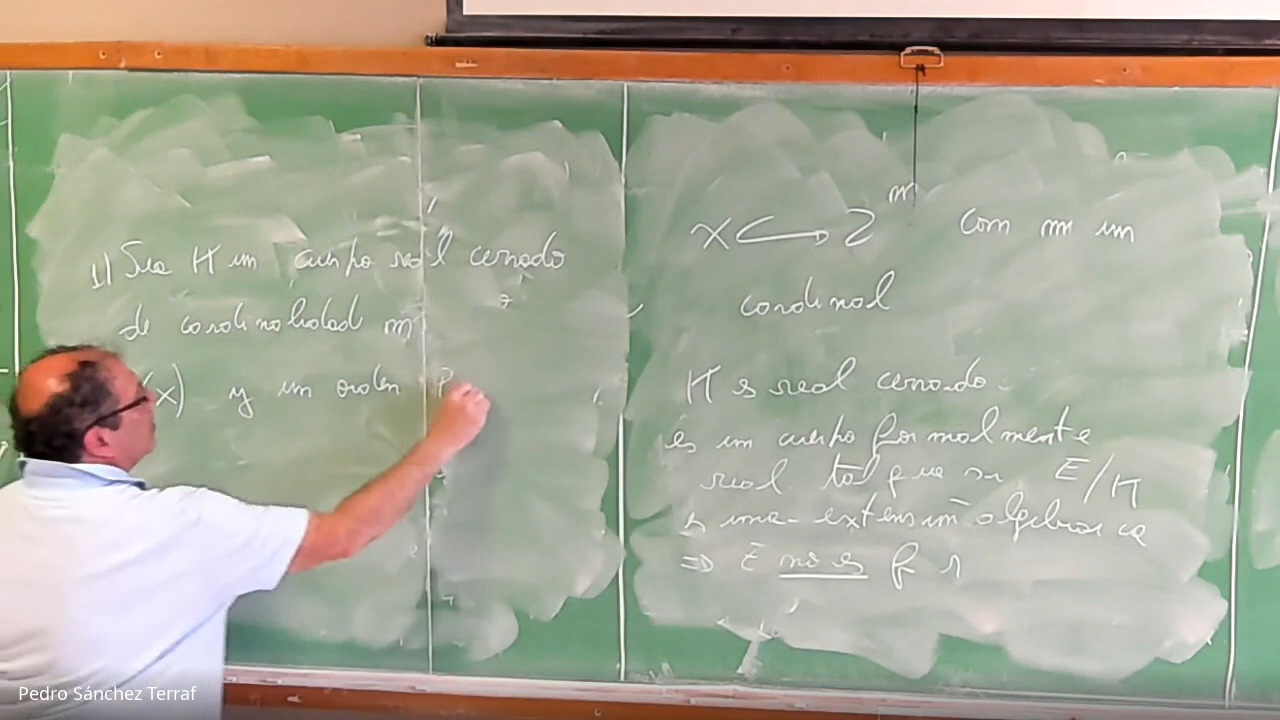 1) Sea K un cuerpo real cerrado
de cardinalidad m
(x) y un orden P
X ↪ 2^m con m un
cardinal
K es real cerrado.
es un cuerpo formalmente
real tal que si E/K
es una extensión algebraica
⇒ E no es f r
Pedro Sánchez Terraf